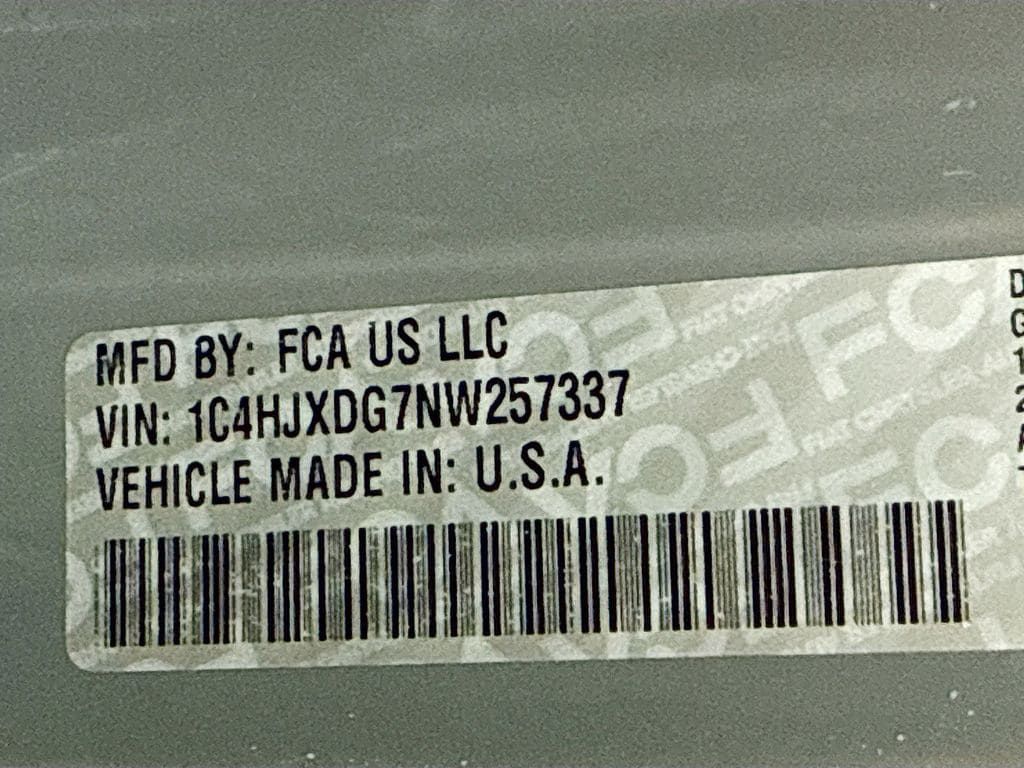 MFD BY: FCA US LLC
VIN: 1C4HJXDG7NW257337
VEHICLE MADE IN: U.S.A.